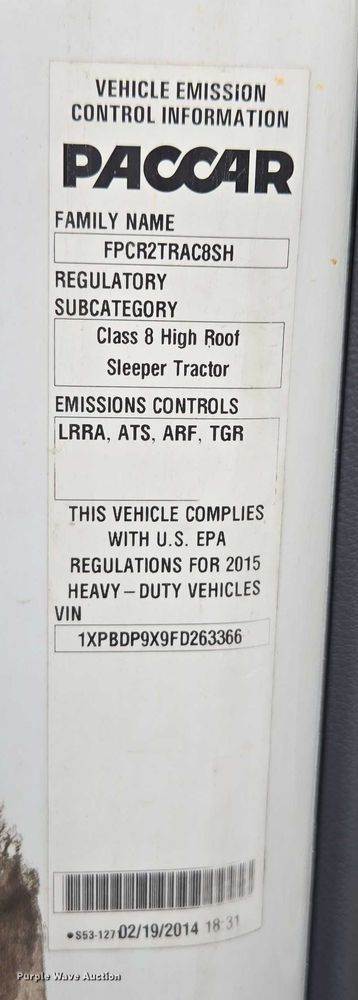 VEHICLE EMISSION
CONTROL INFORMATION
PACCAR
FAMILY NAME
FPCR2TRAC8SH
REGULATORY
SUBCATEGORY
Class 8 High Roof
Sleeper Tractor
EMISSIONS CONTROLS
LRRA, ATS, ARF, TGR
THIS VEHICLE COMPLIES
WITH U.S. EPA
REGULATIONS FOR 2015
HEAVY-DUTY VEHICLES
VIN
1XPBDP9X9FD263366
S53-127 02/19/2014 18:31
Purple Wave Auction